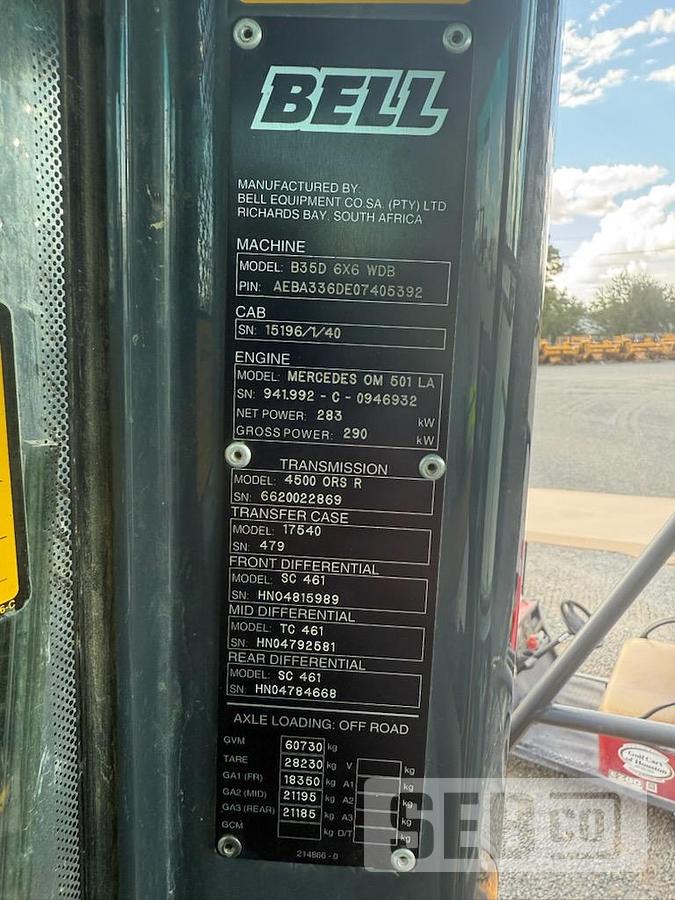 BELL
MANUFACTURED BY:
BELL EQUIPMENT CO.SA. (PTY) LTD
RICHARDS BAY, SOUTH AFRICA
MACHINE
MODEL: B35D 6X6 WDB
PIN: AEBA336DE07405392
CAB
SN: 15196/1/40
ENGINE
MODEL: MERCEDES OM 501 LA
SN: 941.992 - C - 0946932
NET POWER: 283 kW
GROSS POWER: 290 kW
TRANSMISSION
MODEL: 4500 ORS R
SN: 6620022869
TRANSFER CASE
MODEL: 17540
SN: 479
FRONT DIFFERENTIAL
MODEL: SC 461
SN: HN04815989
MID DIFFERENTIAL
MODEL: TC 461
SN: HN04792581
REAR DIFFERENTIAL
MODEL: SC 461
SN: HN04784668
AXLE LOADING: OFF ROAD
GVM 60730 kg
TARE 28230 kg V kg
GA1 (FR) 18350 kg A1 kg
GA2 (MID) 21195 kg A2 kg
GA3 (REAR) 21185 kg A3 kg
GCM kg D/T kg
214866 - 0
6-C
Golf Cars
of Houston